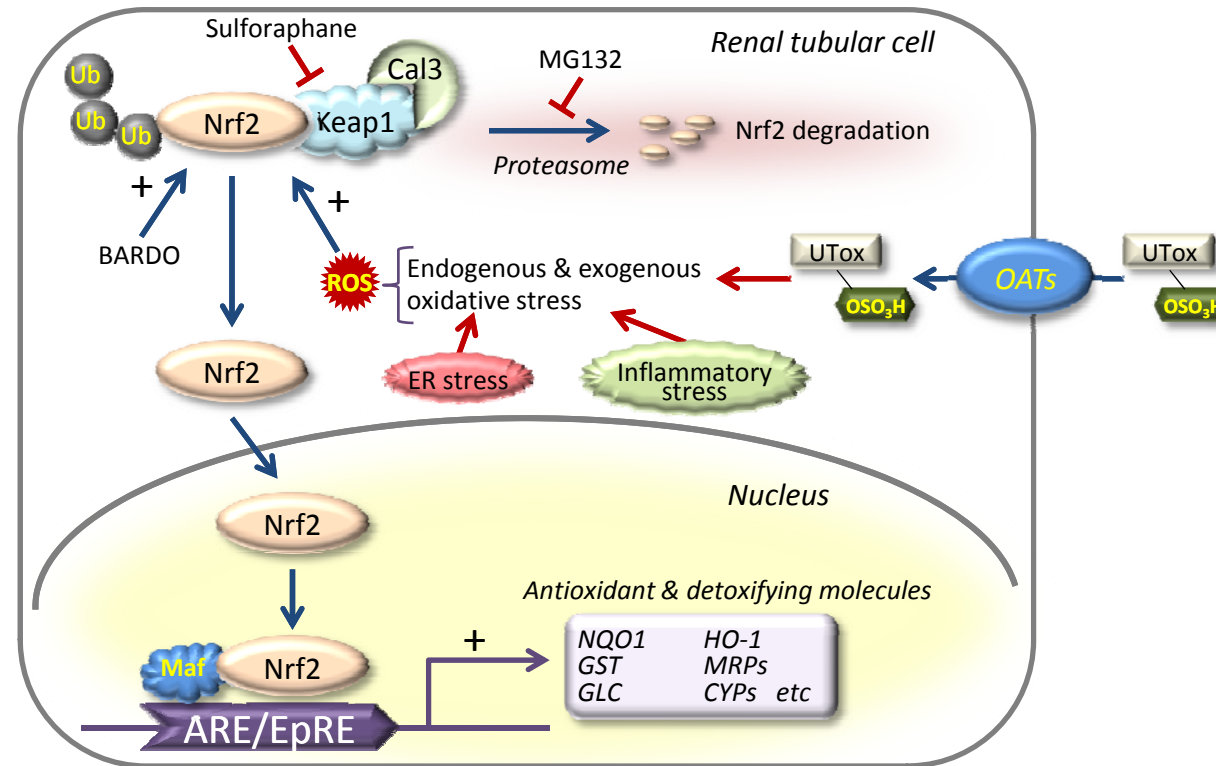 Sulforaphane
Renal tubular cell
Cal3
MG132
Ub
Ub
Ub
Nrf2
Keap1
Nrf2 degradation
Proteasome
+
+
BARDO
ROS
Endogenous & exogenous
oxidative stress
UTox
OSO3H
OATs
UTox
OSO3H
Nrf2
ER stress
Inflammatory
stress
Nucleus
Nrf2
Antioxidant & detoxifying molecules
+
NQO1 HO-1
GST MRPs
GLC CYPs etc
Maf
Nrf2
ARE/EpRE